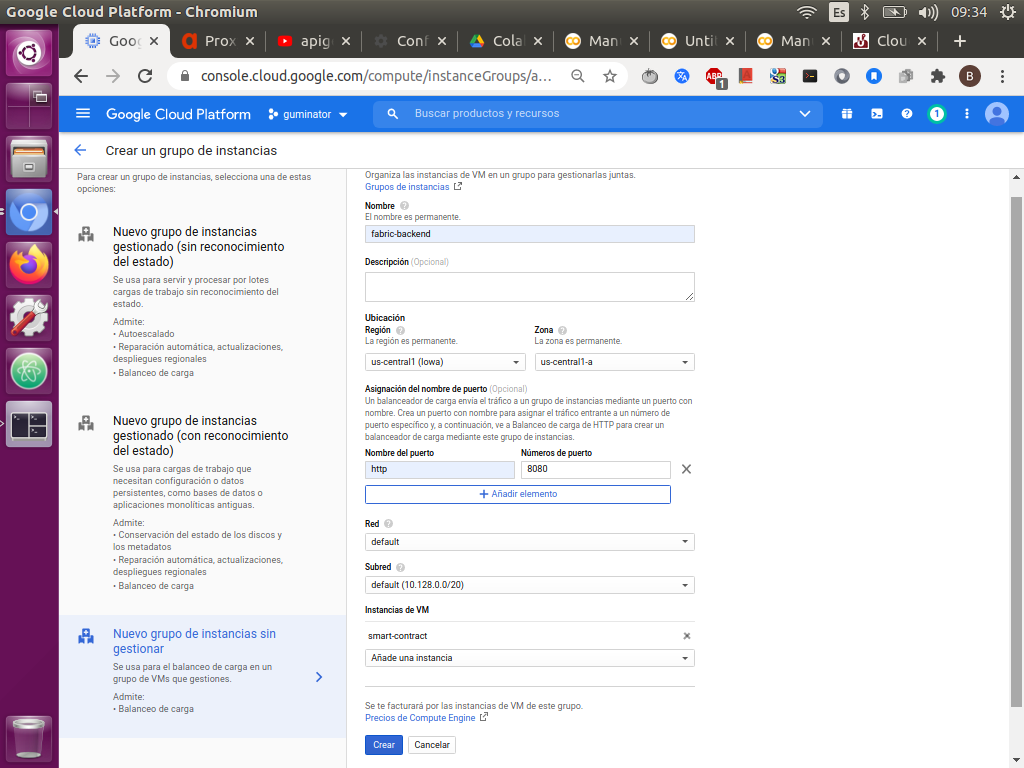 Google Cloud Platform - Chromium
Es
09:34
Goo
Prox
apig
Conf
Cola
Man
Unti
Man
Clou
console.cloud.google.com/compute/instanceGroups/a...
ABP
1
S3
B
Google Cloud Platform
guminator
Buscar productos y recursos
1
Crear un grupo de instancias
Para crear un grupo de instancias, selecciona una de estas
opciones:
Nuevo grupo de instancias
gestionado (sin reconocimiento
del estado)
Se usa para servir y procesar por lotes
cargas de trabajo sin reconocimiento del
estado.
Admite:
• Autoescalado
• Reparación automática, actualizaciones,
despliegues regionales
• Balanceo de carga
Nuevo grupo de instancias
gestionado (con reconocimiento
del estado)
Se usa para cargas de trabajo que
necesitan configuración o datos
persistentes, como bases de datos o
aplicaciones monolíticas antiguas.
Admite:
• Conservación del estado de los discos y
los metadatos
• Reparación automática, actualizaciones,
despliegues regionales
• Balanceo de carga
Nuevo grupo de instancias sin
gestionar
Se usa para el balanceo de carga en un
grupo de VMs que gestiones.
Admite:
• Balanceo de carga
Organiza las instancias de VM en un grupo para gestionarlas juntas.
Grupos de instancias
Nombre
El nombre es permanente.
fabric-backend
Descripción (Opcional)
Ubicación
Región
Zona
La región es permanente.
La zona es permanente.
us-central1 (Iowa)
us-central1-a
Asignación del nombre de puerto (Opcional)
Un balanceador de carga envía el tráfico a un grupo de instancias mediante un puerto con
nombre. Crea un puerto con nombre para asignar el tráfico entrante a un número de
puerto específico y, a continuación, ve a Balanceo de carga de HTTP para crear un
balanceador de carga mediante este grupo de instancias.
Nombre del puerto
Números de puerto
http
8080
Añadir elemento
Red
default
Subred
default (10.128.0.0/20)
Instancias de VM
smart-contract
Añade una instancia
Se te facturará por las instancias de VM de este grupo.
Precios de Compute Engine
Crear
Cancelar